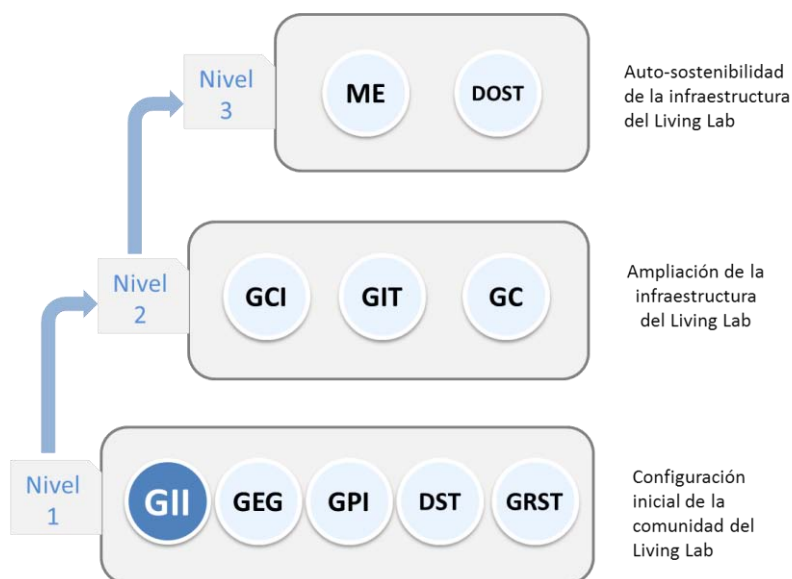 Nivel
3
ME
DOST
Auto-sostenibilidad
de la infraestructura
del Living Lab
Nivel
2
GCI
GIT
GC
Ampliación de la
infraestructura
del Living Lab
Nivel
1
GII
GEG
GPI
DST
GRST
Configuración
inicial de la
comunidad del
Living Lab